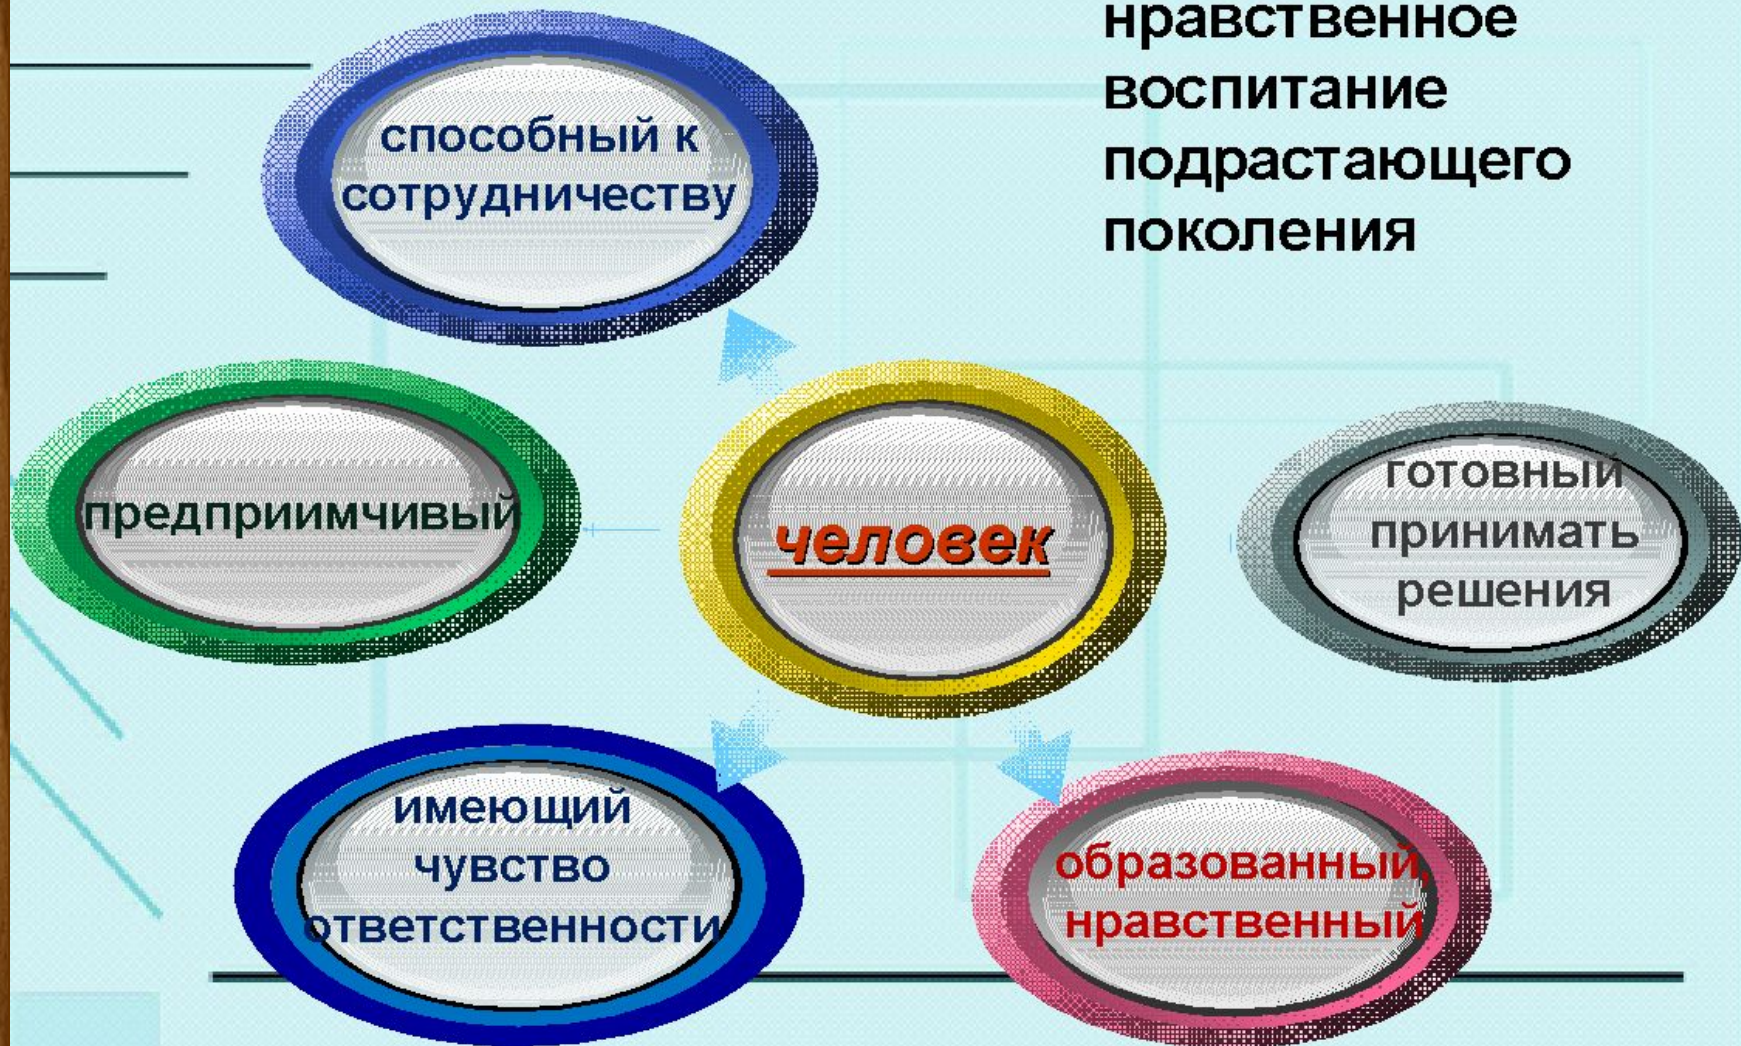 нравственное
воспитание
подрастающего
поколения
способный к
сотрудничеству
предприимчивый
человек
готовный
принимать
решения
имеющий
чувство
ответственности
образованный,
нравственный